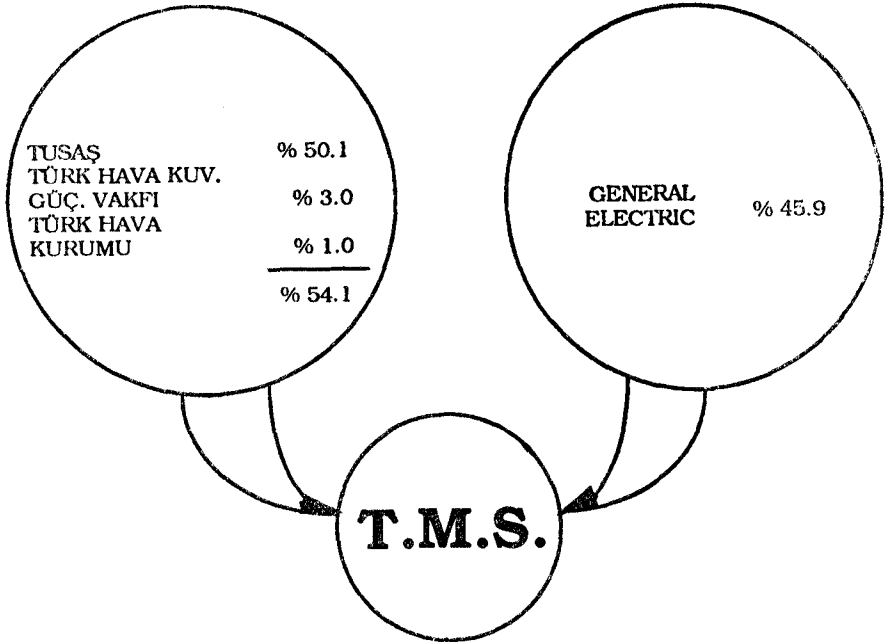 TUSAŞ % 50.1
TÜRK HAVA KUV.
GÜÇ. VAKFI % 3.0
TÜRK HAVA
KURUMU % 1.0
% 54.1
GENERAL
ELECTRIC % 45.9
T.M.S.